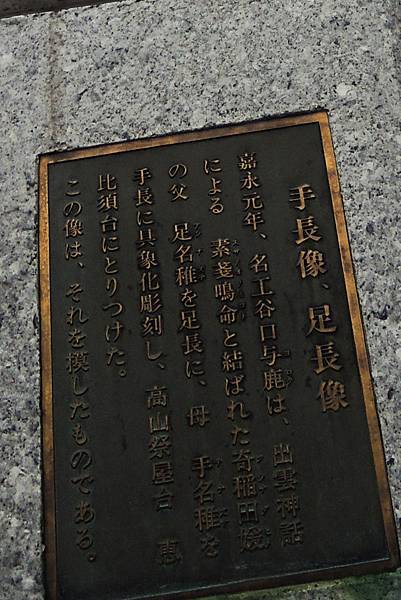 手長像、足長像
嘉永元年、名工谷口与鹿は、出雲神話
による 素戔嗚命と結ばれた奇稲田姫
の父 足名稚を足長に、母 手名稚を
手長に具象化彫刻し、高山祭屋台 恵
比須台にとりつけた。
この像は、それを模したものである。